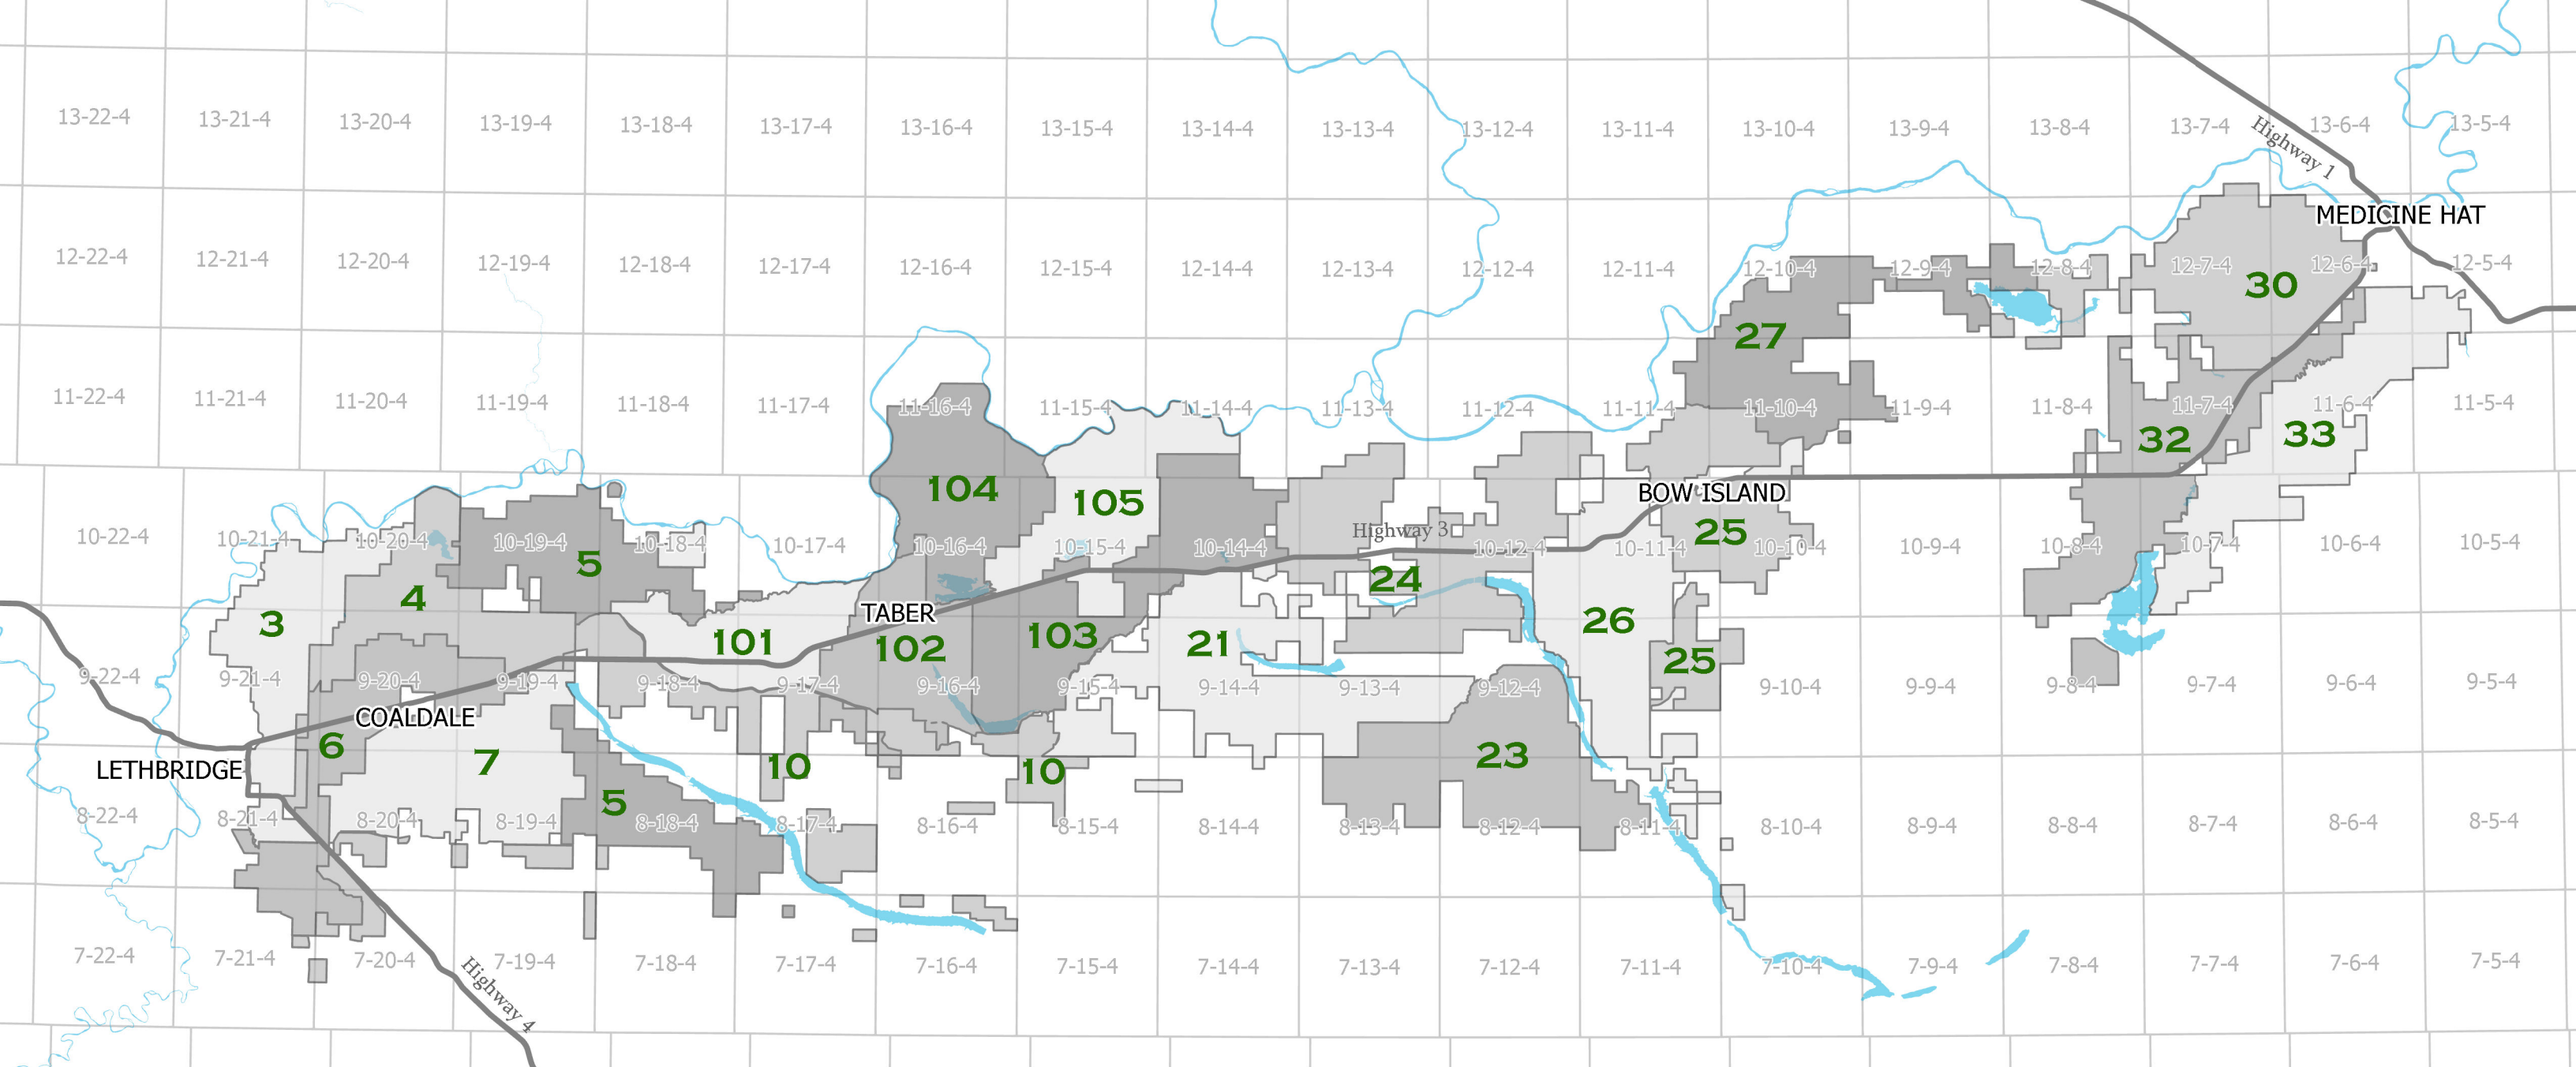 13-22-4 13-21-4 13-20-4 13-19-4 13-18-4 13-17-4 13-16-4 13-15-4 13-14-4 13-13-4 13-12-4 13-11-4 13-10-4 13-9-4 13-8-4 13-7-4 13-6-4 13-5-4
Highway 1
MEDICINE HAT
12-22-4 12-21-4 12-20-4 12-19-4 12-18-4 12-17-4 12-16-4 12-15-4 12-14-4 12-13-4 12-12-4 12-11-4 12-10-4 12-9-4 12-8-4 12-7-4 12-6-4 12-5-4
30
27
11-22-4 11-21-4 11-20-4 11-19-4 11-18-4 11-17-4 11-16-4 11-15-4 11-14-4 11-13-4 11-12-4 11-11-4 11-10-4 11-9-4 11-8-4 11-7-4 11-6-4 11-5-4
32 33
104 105 BOW ISLAND
Highway 3 25
10-22-4 10-21-4 10-20-4 10-19-4 10-18-4 10-17-4 10-16-4 10-15-4 10-14-4 10-12-4 10-11-4 10-10-4 10-9-4 10-8-4 10-7-4 10-6-4 10-5-4
5 24
4 TABER
3 101 102 103 21 26 25
9-22-4 9-21-4 9-20-4 9-19-4 9-18-4 9-17-4 9-16-4 9-15-4 9-14-4 9-13-4 9-12-4 9-10-4 9-9-4 9-8-4 9-7-4 9-6-4 9-5-4
COALDALE
6 7 10 10 23
LETHBRIDGE
5
8-22-4 8-21-4 8-20-4 8-19-4 8-18-4 8-17-4 8-16-4 8-15-4 8-14-4 8-13-4 8-12-4 8-11-4 8-10-4 8-9-4 8-8-4 8-7-4 8-6-4 8-5-4
7-22-4 7-21-4 7-20-4 7-19-4 7-18-4 7-17-4 7-16-4 7-15-4 7-14-4 7-13-4 7-12-4 7-11-4 7-10-4 7-9-4 7-8-4 7-7-4 7-6-4 7-5-4
Highway 4